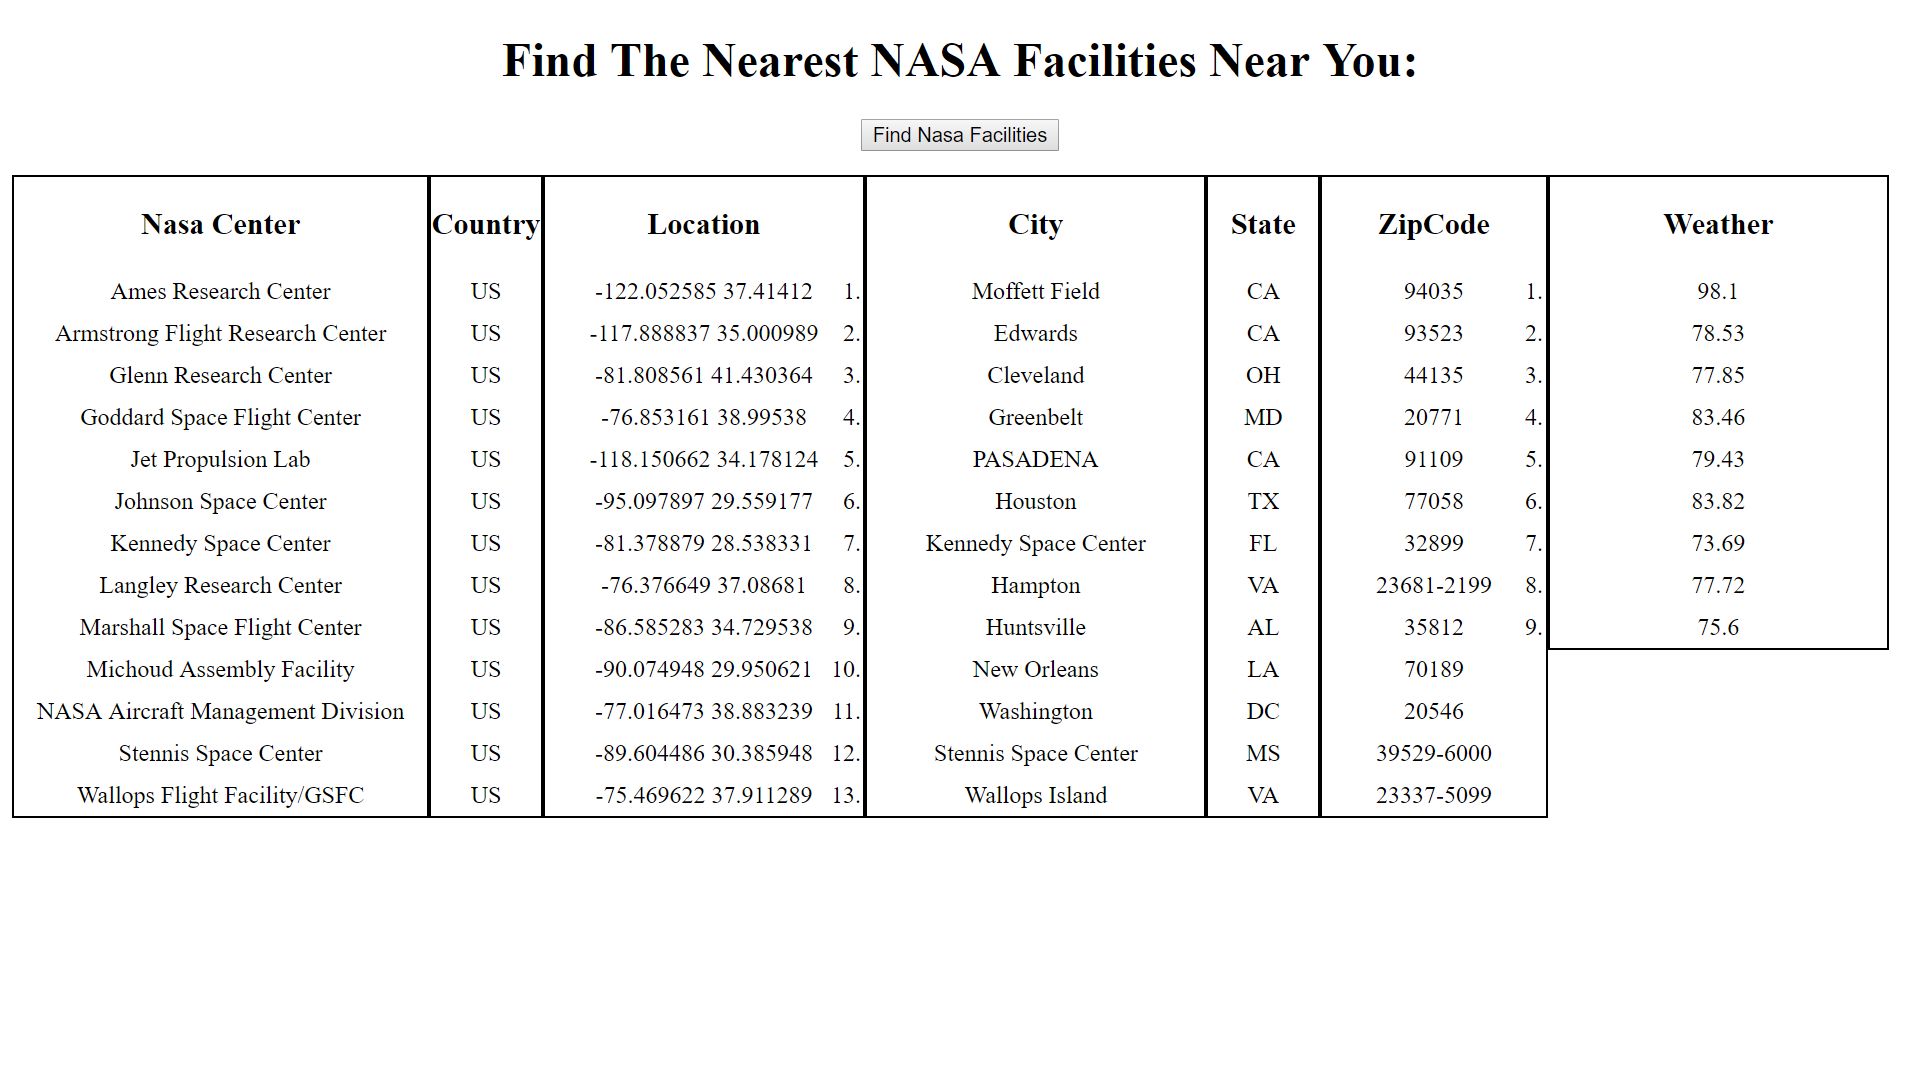 Find The Nearest NASA Facilities Near You:
Find Nasa Facilities
Nasa Center Country Location City State ZipCode Weather
Ames Research Center US -122.052585 37.41412 1. Moffett Field CA 94035 1. 98.1
Armstrong Flight Research Center US -117.888837 35.000989 2. Edwards CA 93523 2. 78.53
Glenn Research Center US -81.808561 41.430364 3. Cleveland OH 44135 3. 77.85
Goddard Space Flight Center US -76.853161 38.99538 4. Greenbelt MD 20771 4. 83.46
Jet Propulsion Lab US -118.150662 34.178124 5. PASADENA CA 91109 5. 79.43
Johnson Space Center US -95.097897 29.559177 6. Houston TX 77058 6. 83.82
Kennedy Space Center US -81.378879 28.538331 7. Kennedy Space Center FL 32899 7. 73.69
Langley Research Center US -76.376649 37.08681 8. Hampton VA 23681-2199 8. 77.72
Marshall Space Flight Center US -86.585283 34.729538 9. Huntsville AL 35812 9. 75.6
Michoud Assembly Facility US -90.074948 29.950621 10. New Orleans LA 70189
NASA Aircraft Management Division US -77.016473 38.883239 11. Washington DC 20546
Stennis Space Center US -89.604486 30.385948 12. Stennis Space Center MS 39529-6000
Wallops Flight Facility/GSFC US -75.469622 37.911289 13. Wallops Island VA 23337-5099